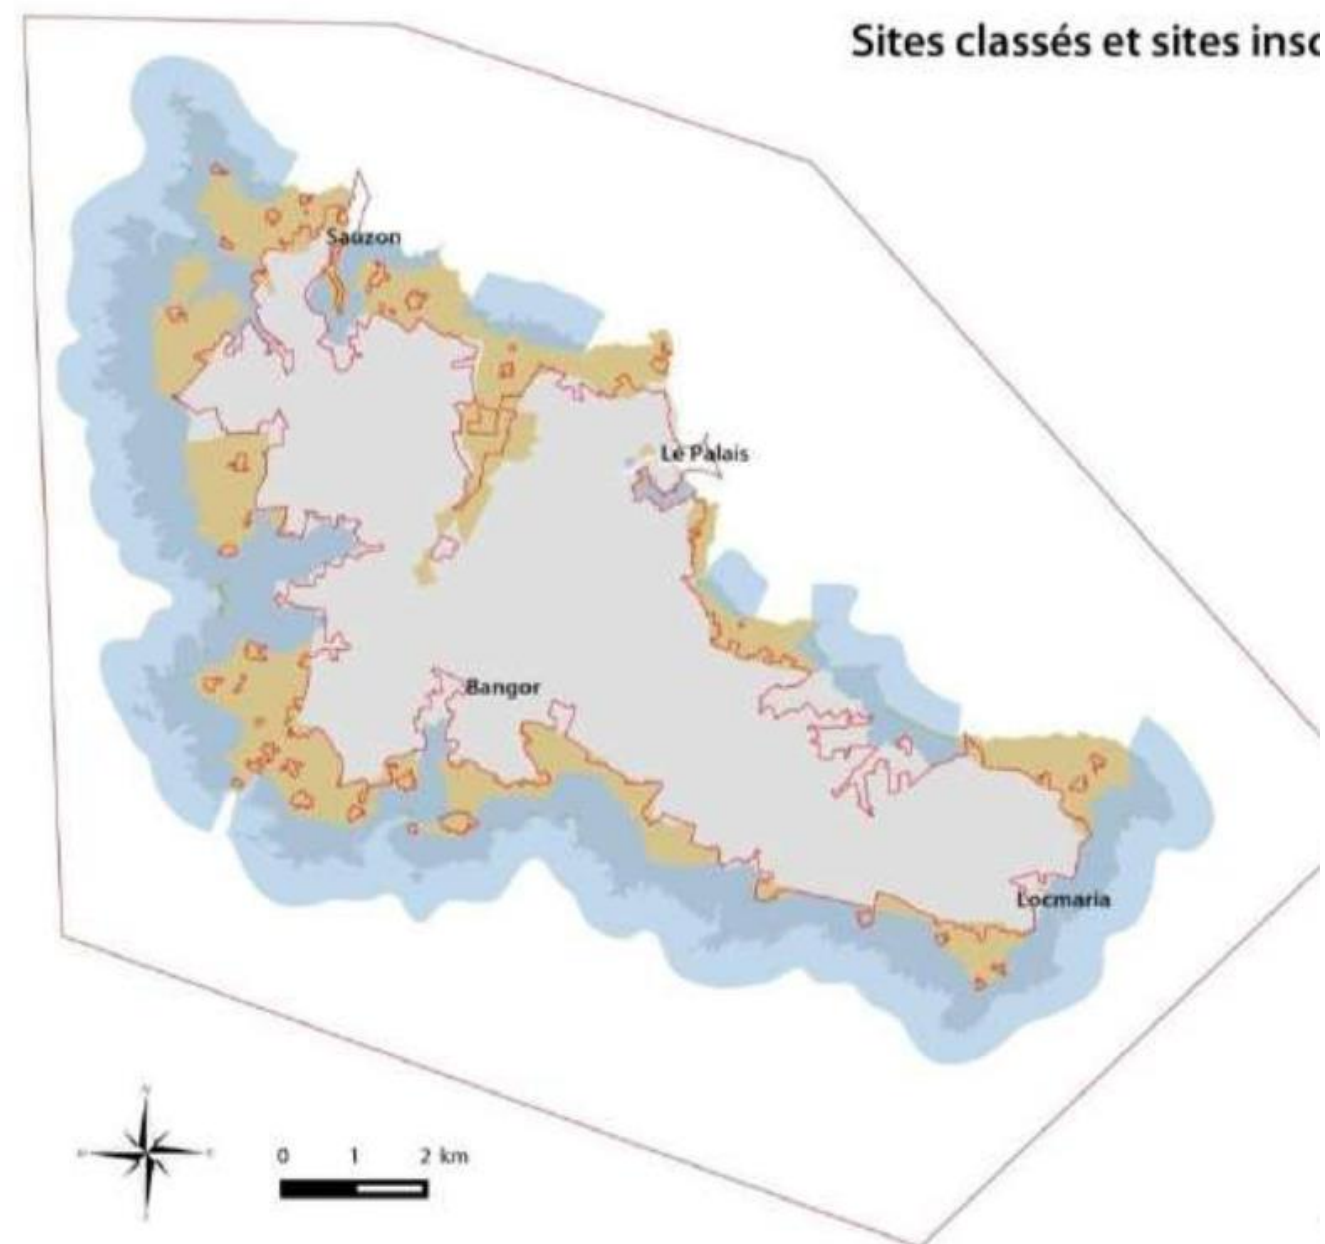 Sites classés et sites insc
Sauzon
Le Palais
Bangor
Locmaria
N
0 1 2 km